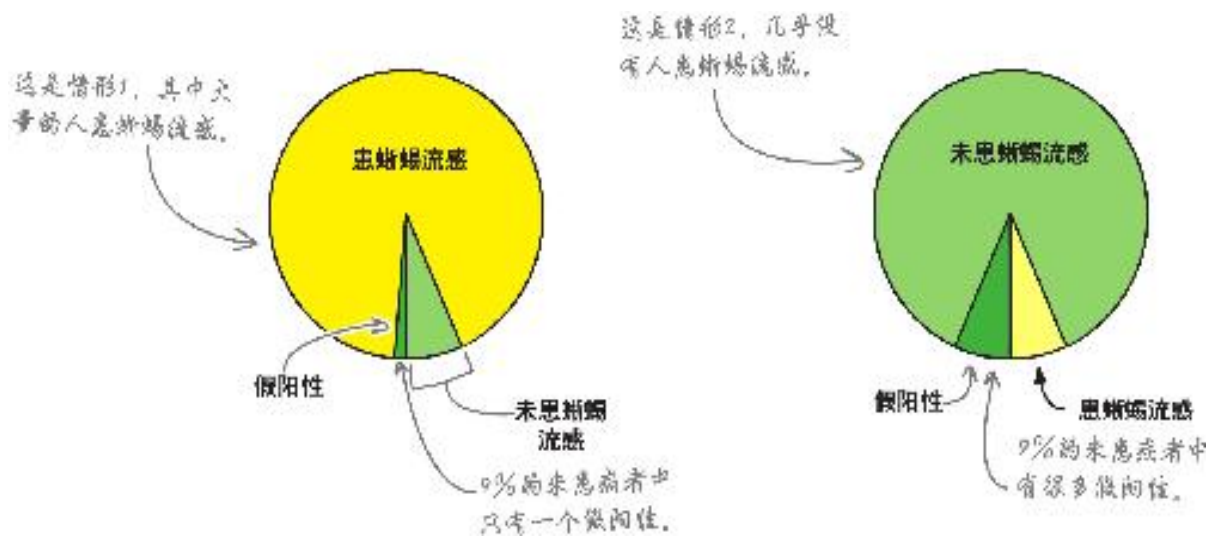 这是情形1，其中大
量的人患蜥蜴流感。
患蜥蜴流感
假阳性
未患蜥蜴
流感
9%的未患病者中
只有一个假阳性。
这是情形2，几乎没
有人患蜥蜴流感。
未患蜥蜴流感
假阳性
患蜥蜴流感
9%的未患病者中
有很多假阳性。